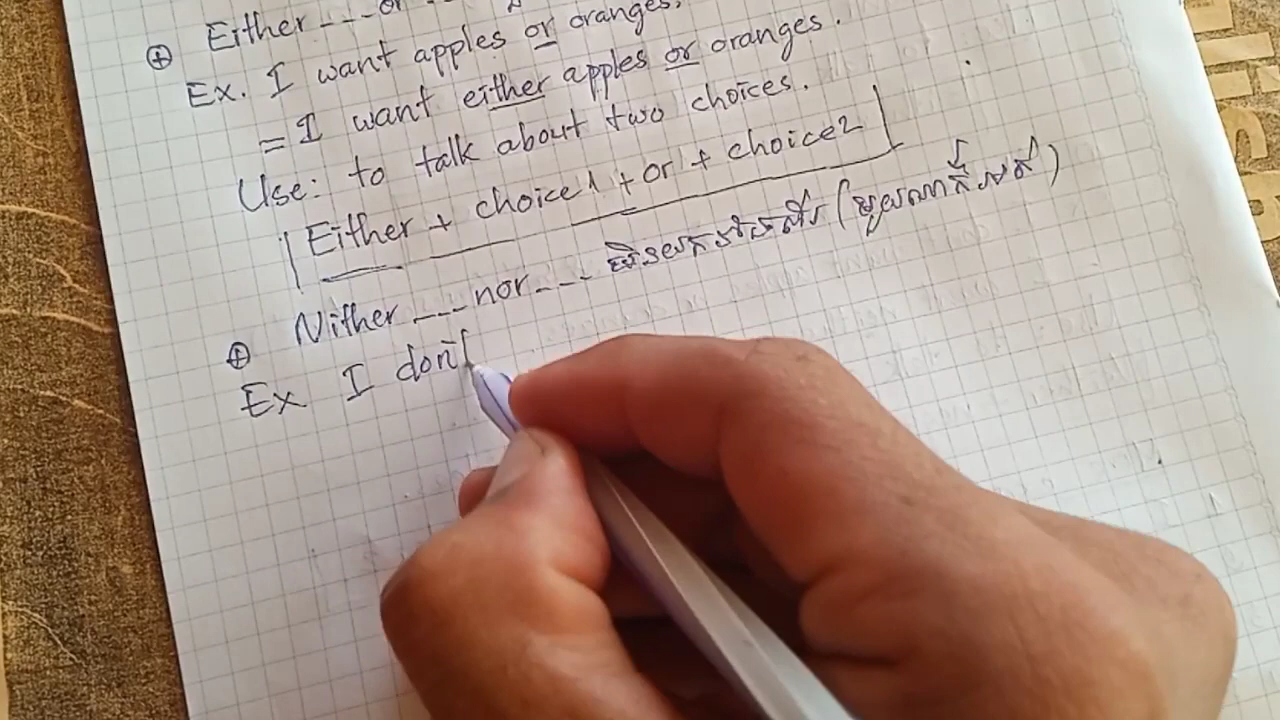 ⊕ Either ---or
Ex. I want apples or oranges.
= I want either apples or oranges.
Use: to talk about two choices.
Either + choice1 + or + choice2
⊕ Nither ---nor---
Ex I don't